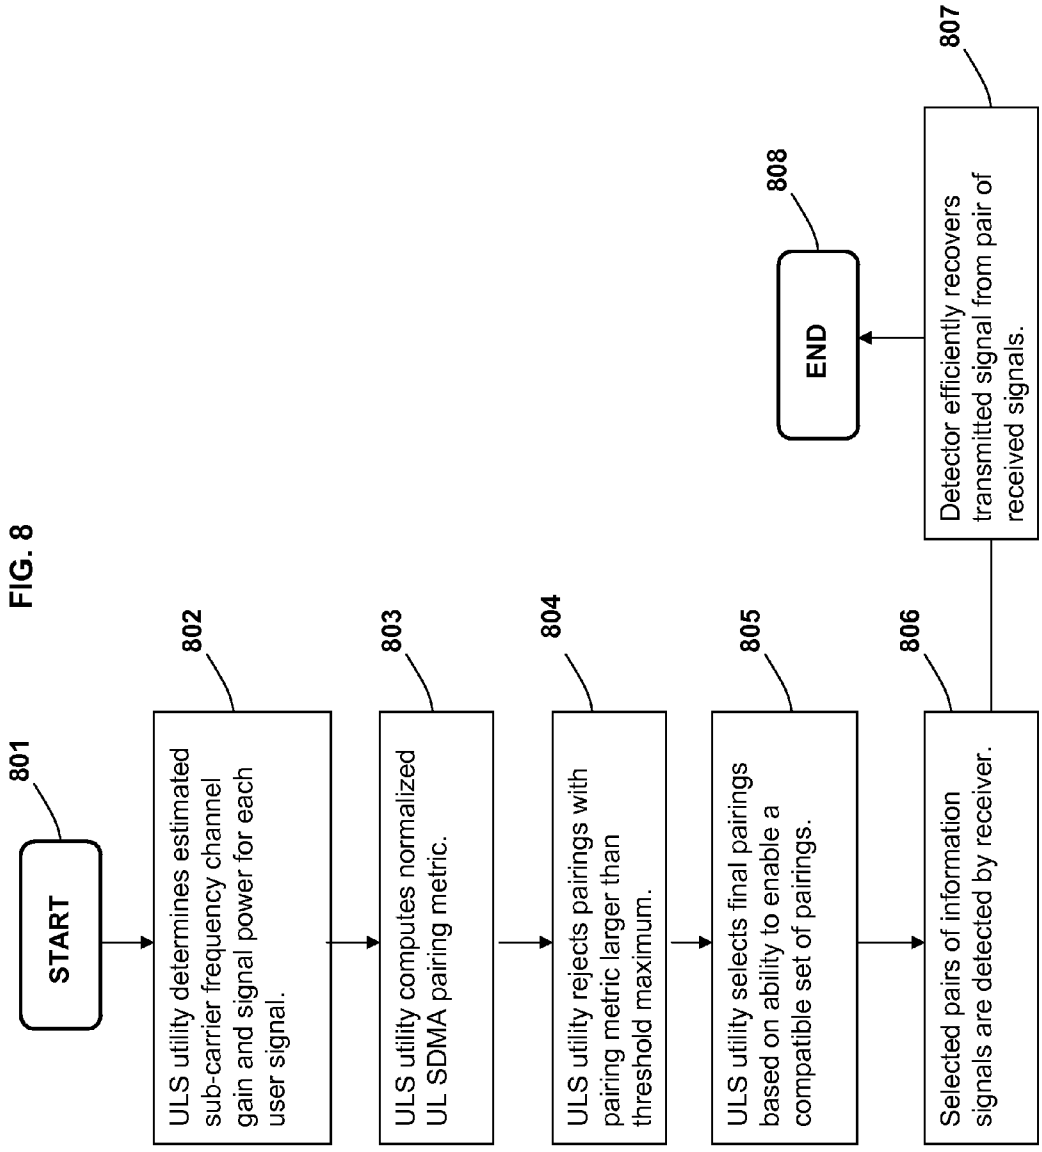 FIG. 8
START
801
ULS utility determines estimated
sub-carrier frequency channel
gain and signal power for each
user signal.
802
ULS utility computes normalized
UL SDMA pairing metric.
803
ULS utility rejects pairings with
pairing metric larger than
threshold maximum.
804
ULS utility selects final pairings
based on ability to enable a
compatible set of pairings.
805
Selected pairs of information
signals are detected by receiver.
806
Detector efficiently recovers
transmitted signal from pair of
received signals.
807
END
808